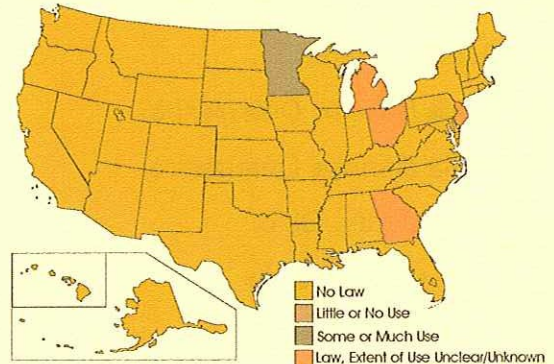 No Law
Little or No Use
Some or Much Use
Law, Extent of Use Unclear/Unknown